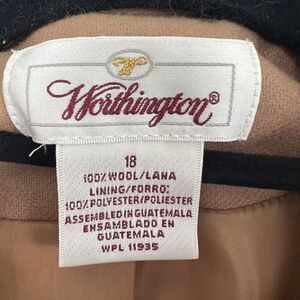 Worthington®
18
100% WOOL/LANA
LINING/FORRO:
100% POLYESTER/POLIESTER
ASSEMBLED IN GUATEMALA
ENSAMBLADO EN
GUATEMALA
WPL 11935